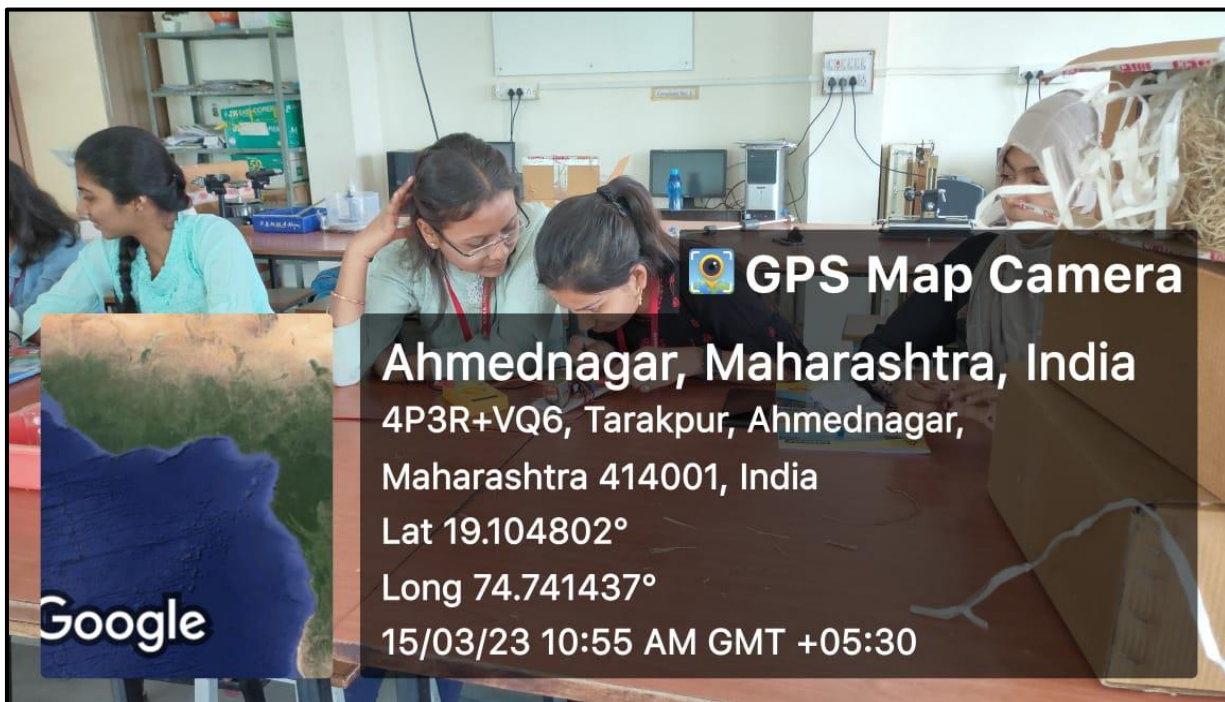 GPS Map Camera
Ahmednagar, Maharashtra, India
4P3R+VQ6, Tarakpur, Ahmednagar,
Maharashtra 414001, India
Lat 19.104802°
Long 74.741437°
15/03/23 10:55 AM GMT +05:30
Google